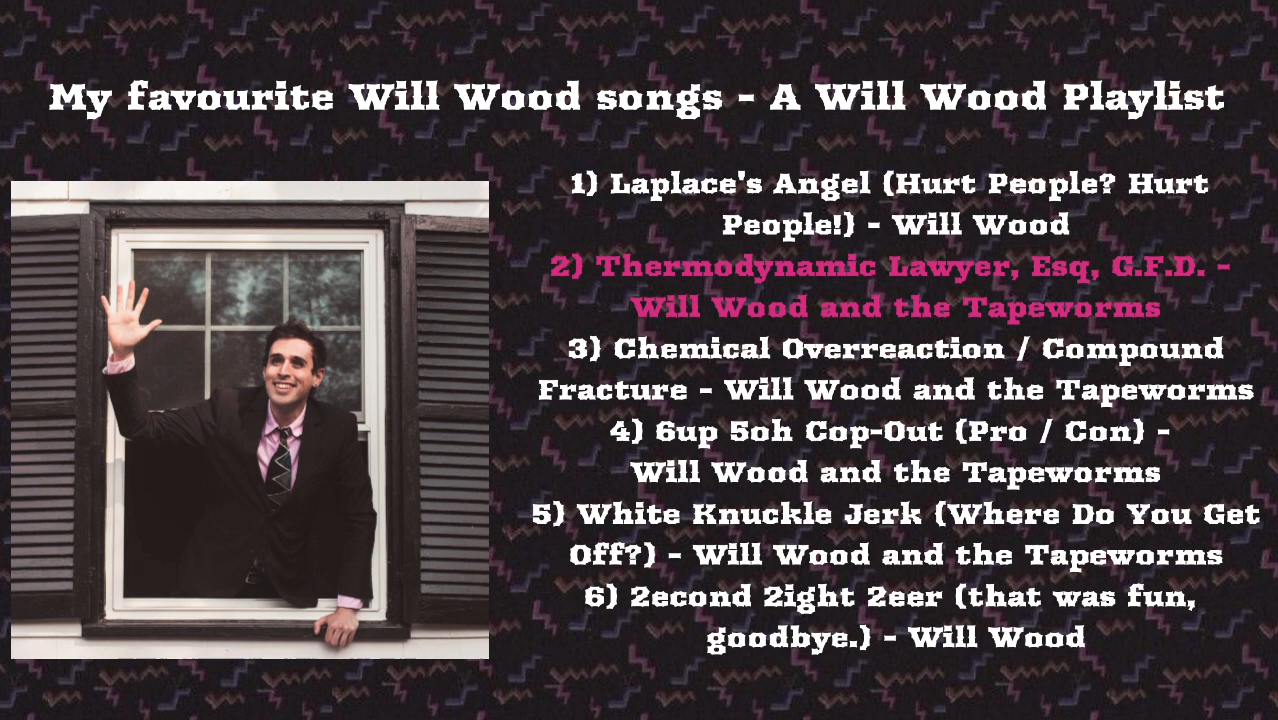 My favourite Will Wood songs - A Will Wood Playlist
1) Laplace's Angel (Hurt People? Hurt
People!) - Will Wood
2) Thermodynamic Lawyer, Esq, G.F.D. -
Will Wood and the Tapeworms
3) Chemical Overreaction / Compound
Fracture - Will Wood and the Tapeworms
4) 6up 5oh Cop-Out (Pro / Con) -
Will Wood and the Tapeworms
5) White Knuckle Jerk (Where Do You Get
Off?) - Will Wood and the Tapeworms
6) 2econd 2ight 2eer (that was fun,
goodbye.) - Will Wood